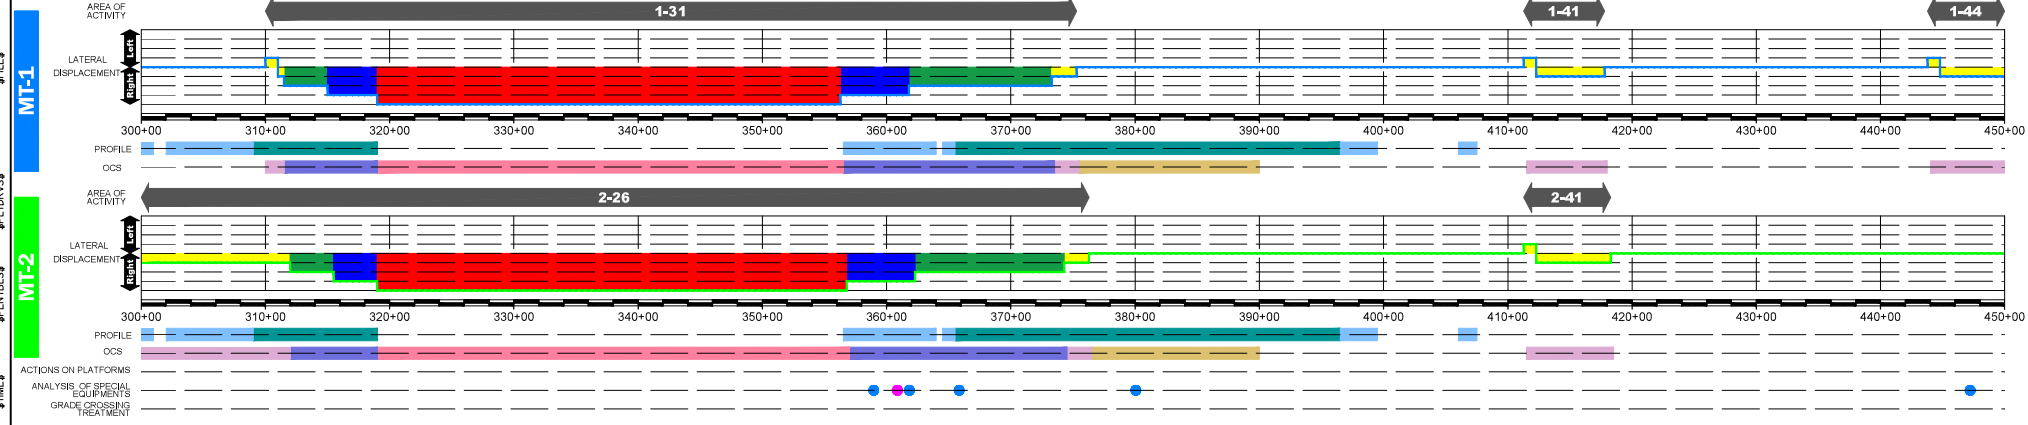 AREA OF
ACTIVITY
1-31
1-41
1-44
MT-1
LATERAL
DISPLACEMENT
Left
Right
300+00 310+00 320+00 330+00 340+00 350+00 360+00 370+00 380+00 390+00 400+00 410+00 420+00 430+00 440+00 450+00
PROFILE
OCS
AREA OF
ACTIVITY
2-26
2-41
MT-2
LATERAL
DISPLACEMENT
Left
Right
300+00 310+00 320+00 330+00 340+00 350+00 360+00 370+00 380+00 390+00 400+00 410+00 420+00 430+00 440+00 450+00
PROFILE
OCS
ACTIONS ON PLATFORMS
ANALYSIS OF SPECIAL
EQUIPMENTS
GRADE CROSSING
TREATMENT